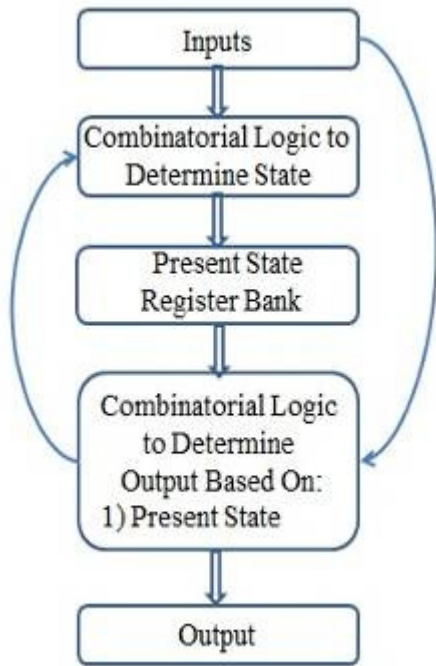 Inputs
Combinatorial Logic to
Determine State
Present State
Register Bank
Combinatorial Logic
to Determine
Output Based On:
1) Present State
Output